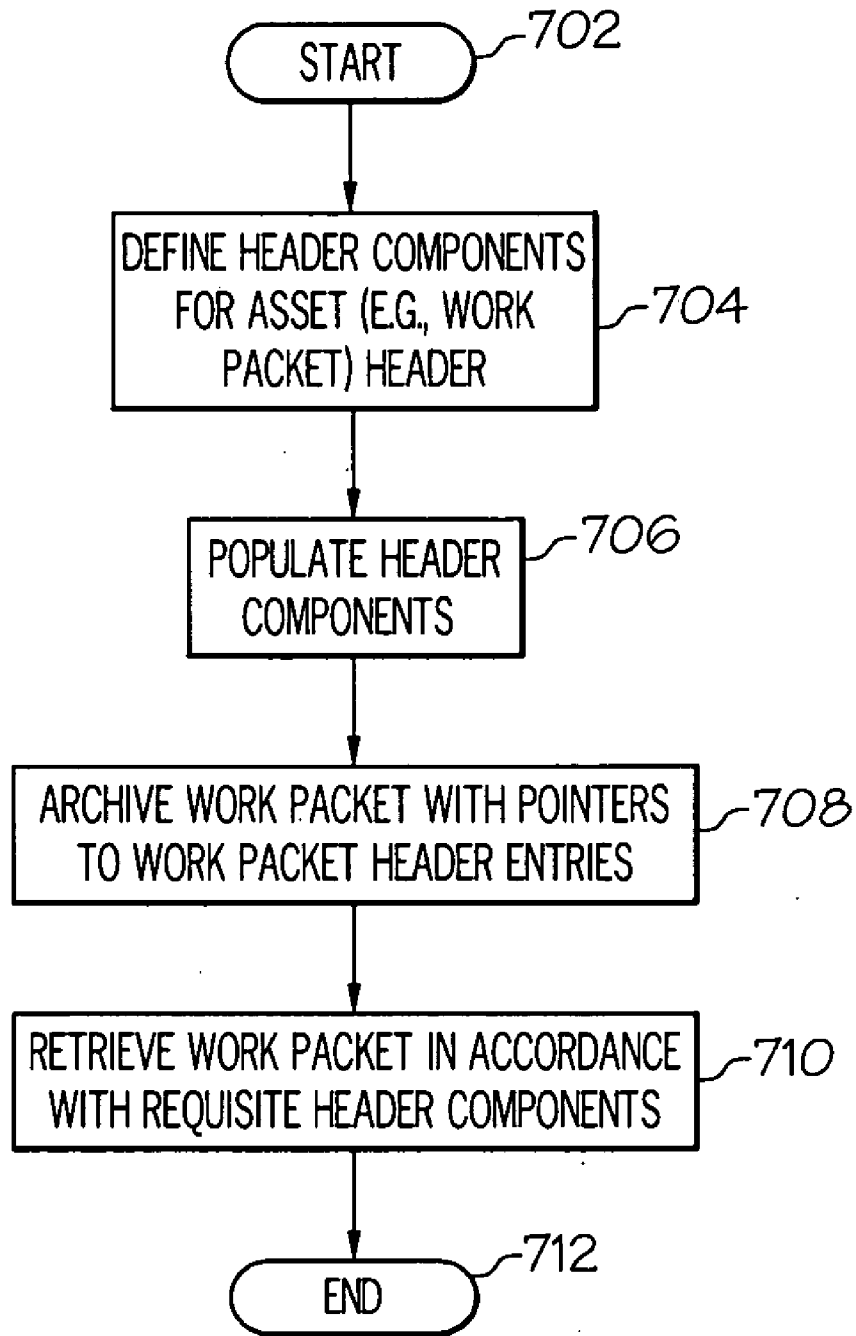 START
702
DEFINE HEADER COMPONENTS
FOR ASSET (E.G., WORK
PACKET) HEADER
704
POPULATE HEADER
COMPONENTS
706
ARCHIVE WORK PACKET WITH POINTERS
TO WORK PACKET HEADER ENTRIES
708
RETRIEVE WORK PACKET IN ACCORDANCE
WITH REQUISITE HEADER COMPONENTS
710
END
712